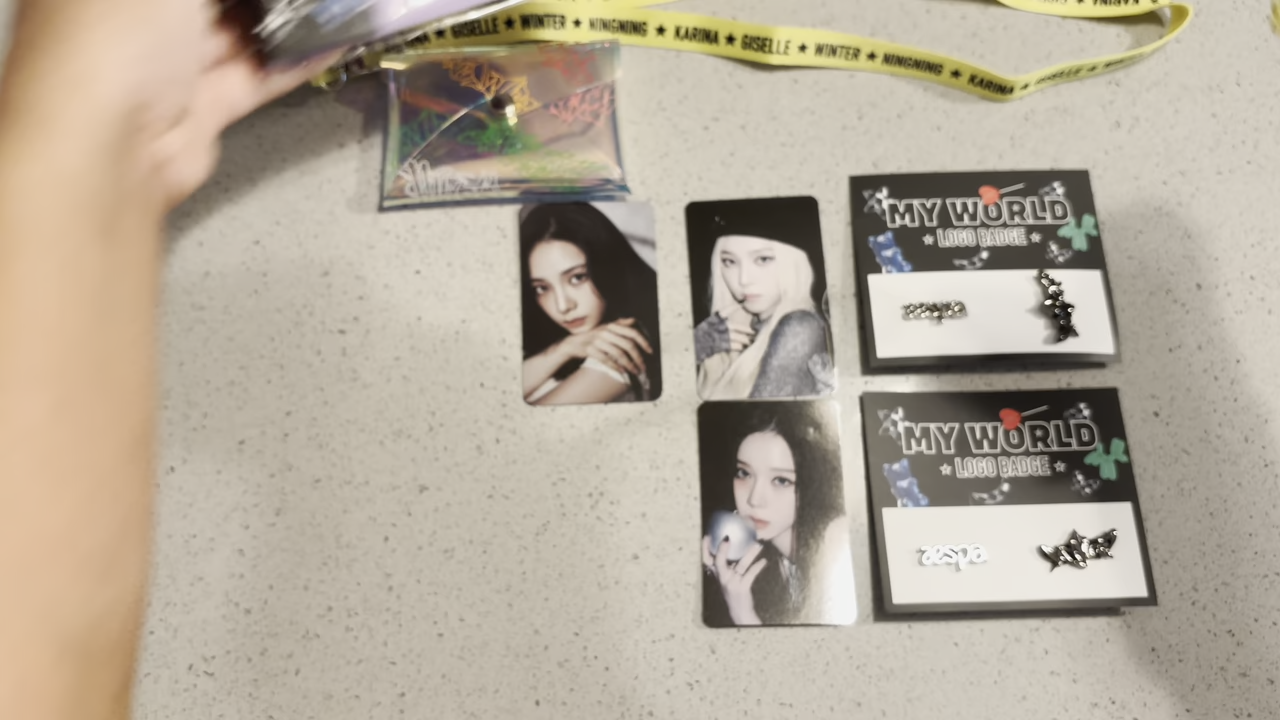 GISELLE ★ WINTER ★ NINGNING ★ KARINA ★ GISELLE ★ WINTER ★ NINGNING ★ KARINA ★
MY WORLD
★ LOGO BADGE ★
aespa
MY WORLD
★ LOGO BADGE ★
aespa